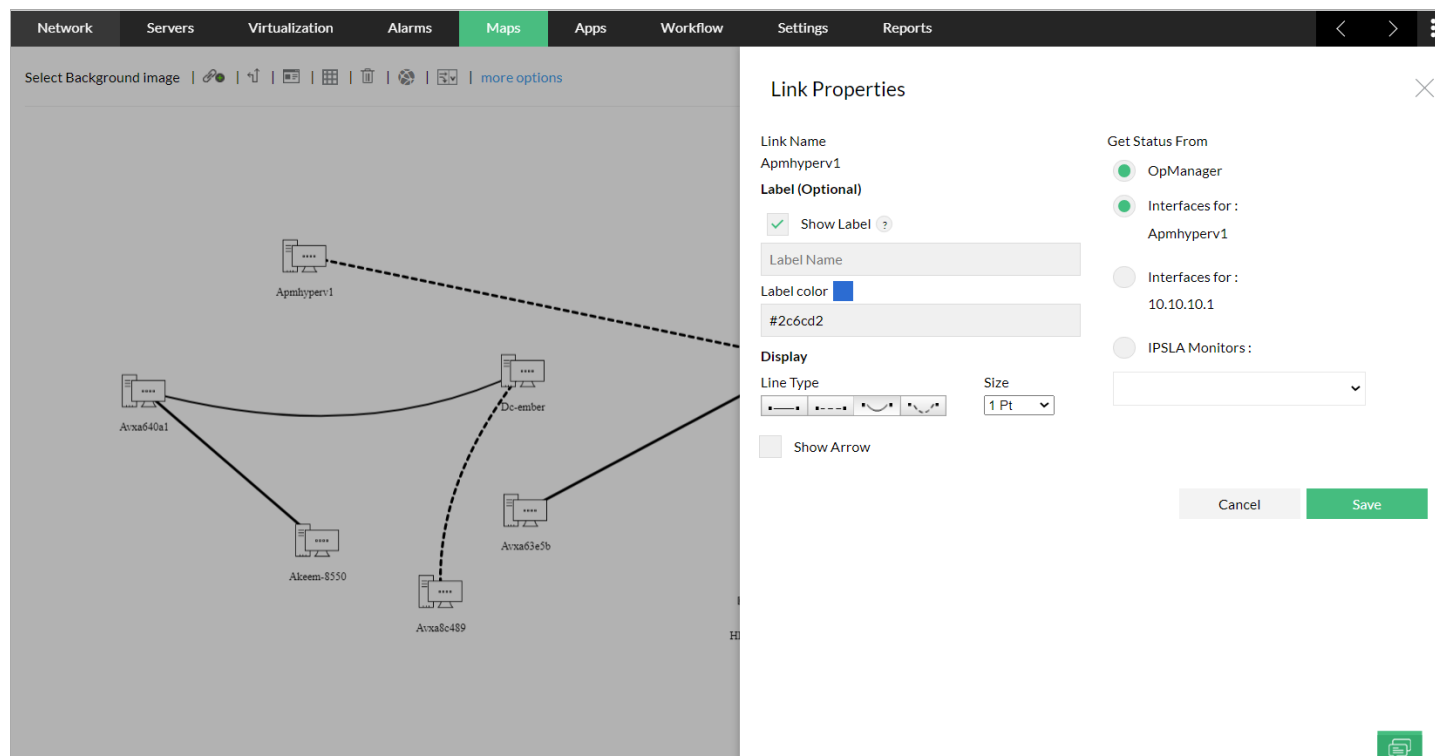 Network Servers Virtualization Alarms Maps Apps Workflow Settings Reports
Select Background image | | | | | | | | more options
Apmhyperv1
Avxa640a1
Dc-ember
Avxa63e5b
Akeem-8550
Avxa8c489
Link Properties
Link Name
Apmhyperv1
Label (Optional)
Show Label ?
Label Name
Label color
#2c6cd2
Display
Line Type Size
1 Pt
Show Arrow
Get Status From
OpManager
Interfaces for :
Apmhyperv1
Interfaces for :
10.10.10.1
IPSLA Monitors :
Cancel Save